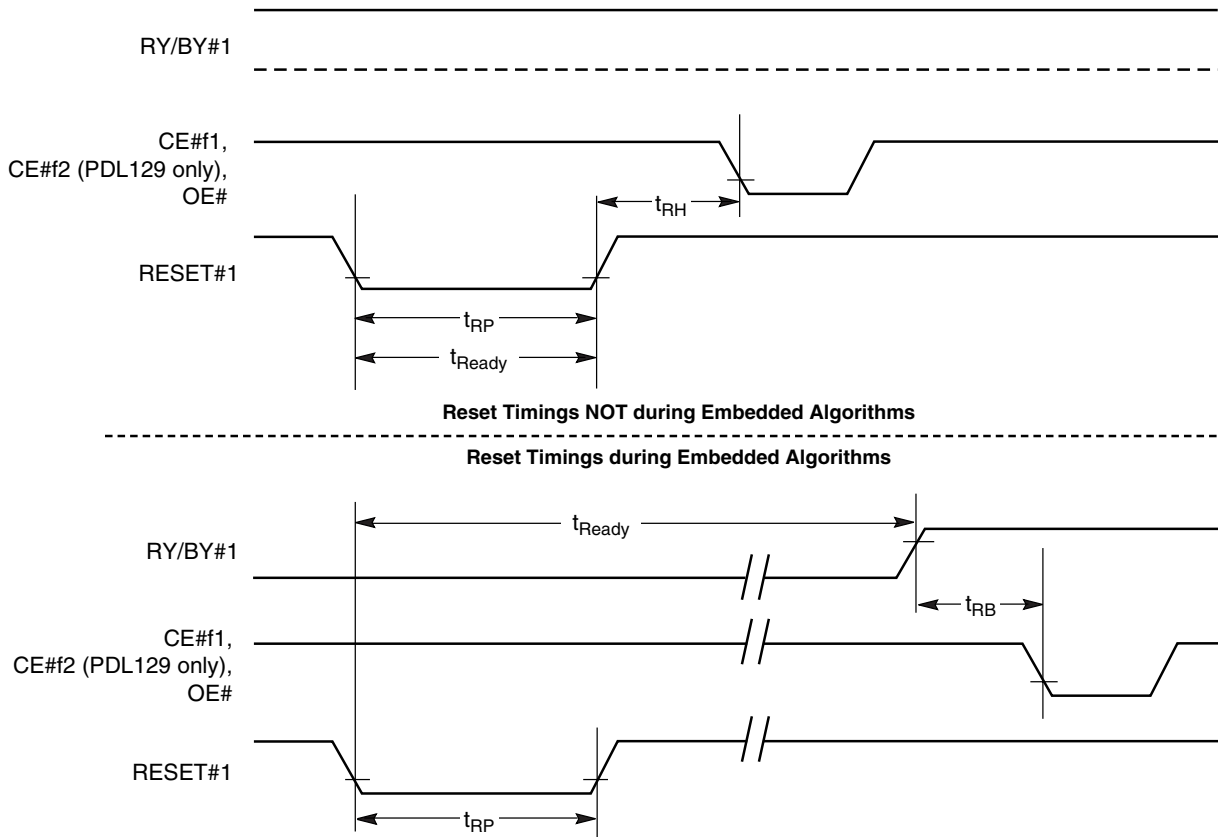 RY/BY#1
CE#f1,
CE#f2 (PDL129 only),
OE#
tRH
RESET#1
tRP
tReady
Reset Timings NOT during Embedded Algorithms
Reset Timings during Embedded Algorithms
tReady
RY/BY#1
tRB
CE#f1,
CE#f2 (PDL129 only),
OE#
RESET#1
tRP